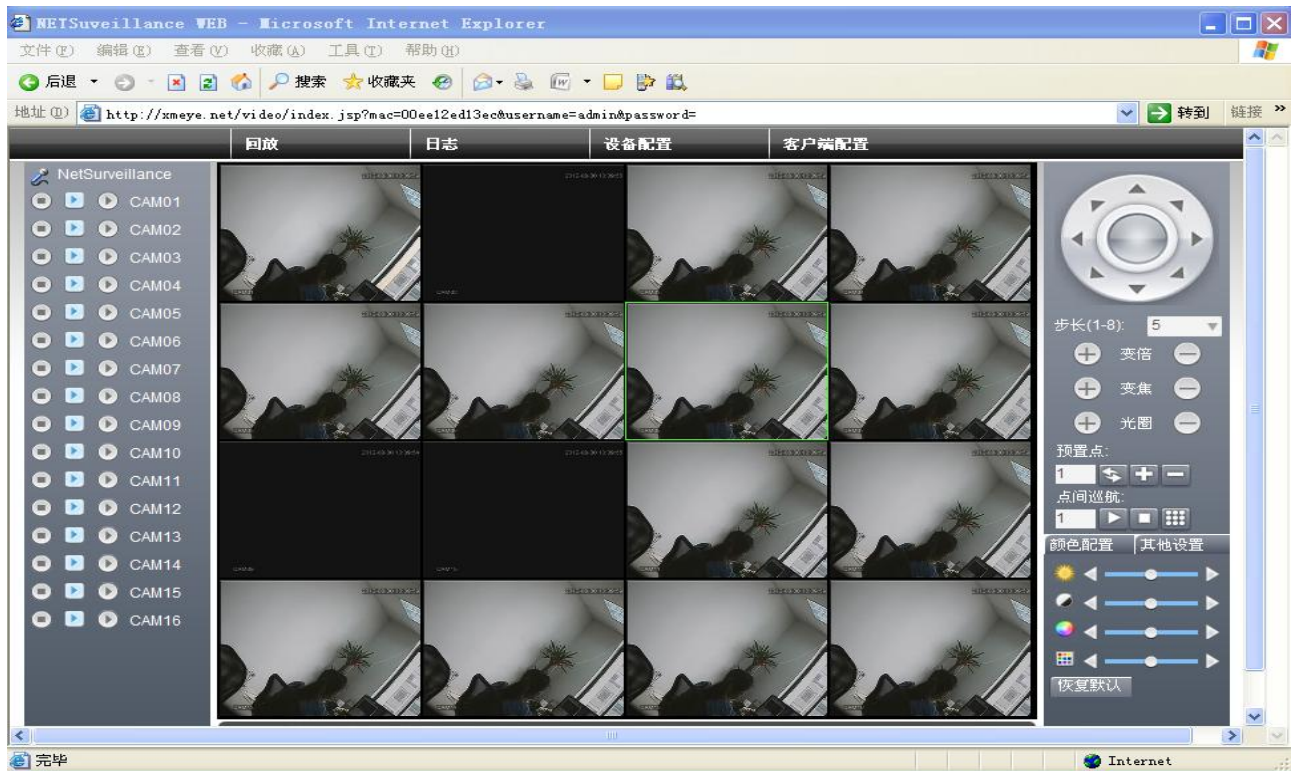 NETSuveillance WEB - Microsoft Internet Explorer
文件(F) 编辑(E) 查看(V) 收藏(A) 工具(T) 帮助(H)
后退 搜索 收藏夹
地址(D) http://xmeye.net/video/index.jsp?mac=00ee12ed13ec&username=admin&password= 转到 链接 »
回放 日志 设备配置 客户端配置
NetSurveillance
CAM01
CAM02
CAM03
CAM04
CAM05
CAM06
CAM07
CAM08
CAM09
CAM10
CAM11
CAM12
CAM13
CAM14
CAM15
CAM16
步长(1-8): 5
变倍
变焦
光圈
预置点:
1
点间巡航:
1
颜色配置 其他设置
恢复默认
完毕 Internet